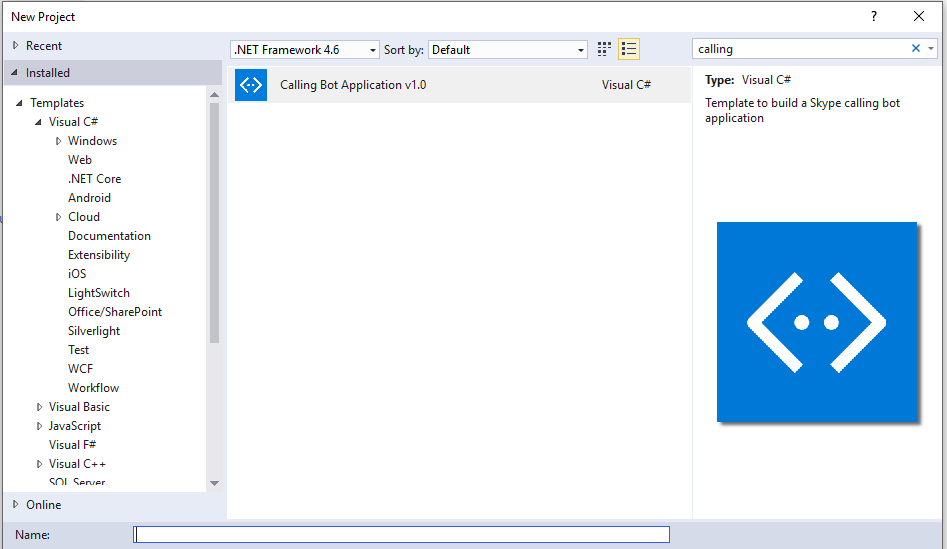 New Project
?
Recent
Installed
.NET Framework 4.6 Sort by: Default
calling
Templates
Visual C#
Windows
Web
.NET Core
Android
Cloud
Documentation
Extensibility
iOS
LightSwitch
Office/SharePoint
Silverlight
Test
WCF
Workflow
Visual Basic
JavaScript
Visual F#
Visual C++
SQL Server
Online
Calling Bot Application v1.0 Visual C#
Type: Visual C#
Template to build a Skype calling bot
application
Name: